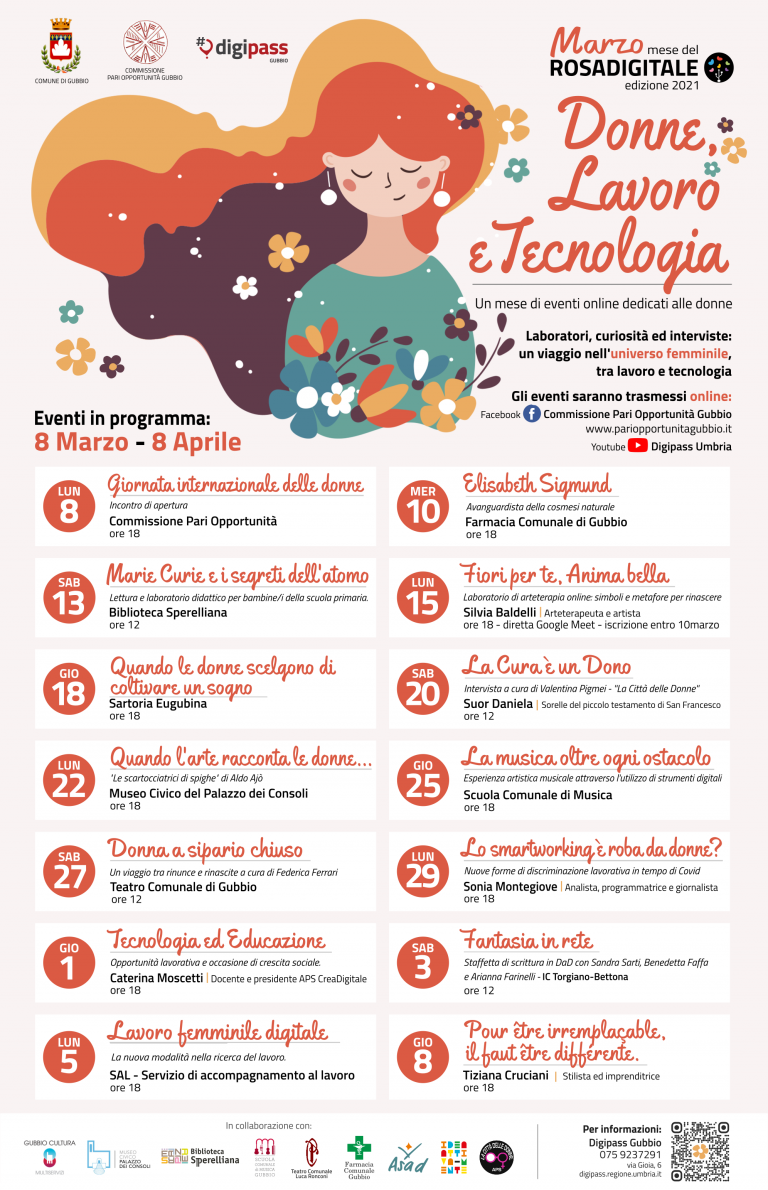 COMUNE DI GUBBIO
COMMISSIONE
PARI OPPORTUNITÀ GUBBIO
#digipass
GUBBIO
Marzo mese del
ROSADIGITALE
edizione 2021
Donne,
Lavoro
e Tecnologia
Un mese di eventi online dedicati alle donne
Laboratori, curiosità ed interviste:
un viaggio nell'universo femminile,
tra lavoro e tecnologia
Gli eventi saranno trasmessi online:
Facebook f Commissione Pari Opportunità Gubbio
www.pariopportunitagubbio.it
Youtube Digipass Umbria
Eventi in programma:
8 Marzo - 8 Aprile
LUN
8
Giornata internazionale delle donne
Incontro di apertura
Commissione Pari Opportunità
ore 18
MER
10
Elisabeth Sigmund
Avanguardista della cosmesi naturale
Farmacia Comunale di Gubbio
ore 18
SAB
13
Marie Curie e i segreti dell'atomo
Lettura e laboratorio didattico per bambine/i della scuola primaria.
Biblioteca Sperelliana
ore 12
LUN
15
Fiori per te, Anima bella
Laboratorio di arteterapia online: simboli e metafore per rinascere
Silvia Baldelli | Arteterapeuta e artista
ore 18 - diretta Google Meet - iscrizione entro 10marzo
GIO
18
Quando le donne scelgono di
coltivare un sogno
Sartoria Eugubina
ore 18
SAB
20
La Cura è un Dono
Intervista a cura di Valentina Pigmei - "La Città delle Donne"
Suor Daniela | Sorelle del piccolo testamento di San Francesco
ore 12
LUN
22
Quando l'arte racconta le donne...
"Le scartocciatrici di spighe" di Aldo Ajò
Museo Civico del Palazzo dei Consoli
ore 18
GIO
25
La musica oltre ogni ostacolo
Esperienza artistica musicale attraverso l'utilizzo di strumenti digitali
Scuola Comunale di Musica
ore 18
SAB
27
Donna a sipario chiuso
Un viaggio tra rinunce e rinascite a cura di Federica Ferrari
Teatro Comunale di Gubbio
ore 12
LUN
29
Lo smartworking è roba da donne?
Nuove forme di discriminazione lavorativa in tempo di Covid
Sonia Montegiove | Analista, programmatrice e giornalista
ore 18
GIO
1
Tecnologia ed Educazione
Opportunità lavorativa e occasione di crescita sociale.
Caterina Moscetti | Docente e presidente APS CreaDigitale
ore 18
SAB
3
Fantasia in rete
Staffetta di scrittura in DaD con Sandra Sarti, Benedetta Faffa
e Arianna Farinelli - IC Torgiano-Bettona
ore 12
LUN
5
Lavoro femminile digitale
La nuova modalità nella ricerca del lavoro.
SAL - Servizio di accompagnamento al lavoro
ore 18
GIO
8
Pour être irremplaçable,
il faut être différente.
Tiziana Cruciani | Stilista ed imprenditrice
ore 18
In collaborazione con:
GUBBIO CULTURA
MULTISERVIZI
MUSEO
CIVICO
PALAZZO
DEI CONSOLI
Biblioteca
Sperelliana
SCUOLA
COMUNALE
DI MUSICA
GUBBIO
Teatro Comunale
Luca Ronconi
Farmacia
Comunale
Gubbio
Asad
LA CITTÀ DELLE DONNE
APS
Per informazioni:
Digipass Gubbio
075 9237291
via Gioia, 6
digipass.regione.umbria.it